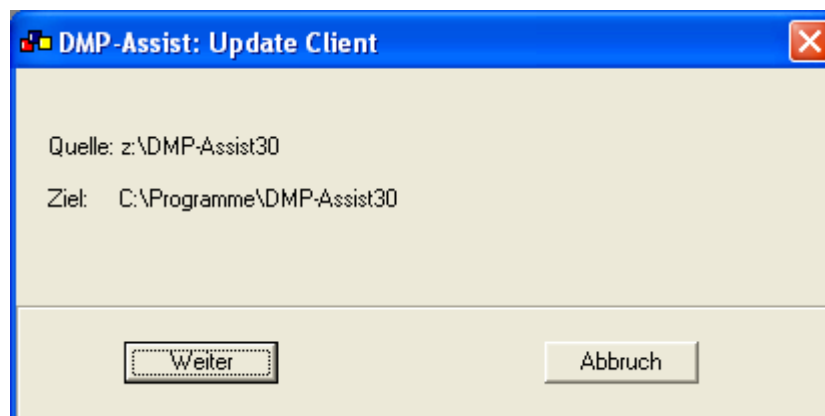 DMP-Assist: Update Client
Quelle: z:\DMP-Assist30
Ziel: C:\Programme\DMP-Assist30
Weiter
Abbruch